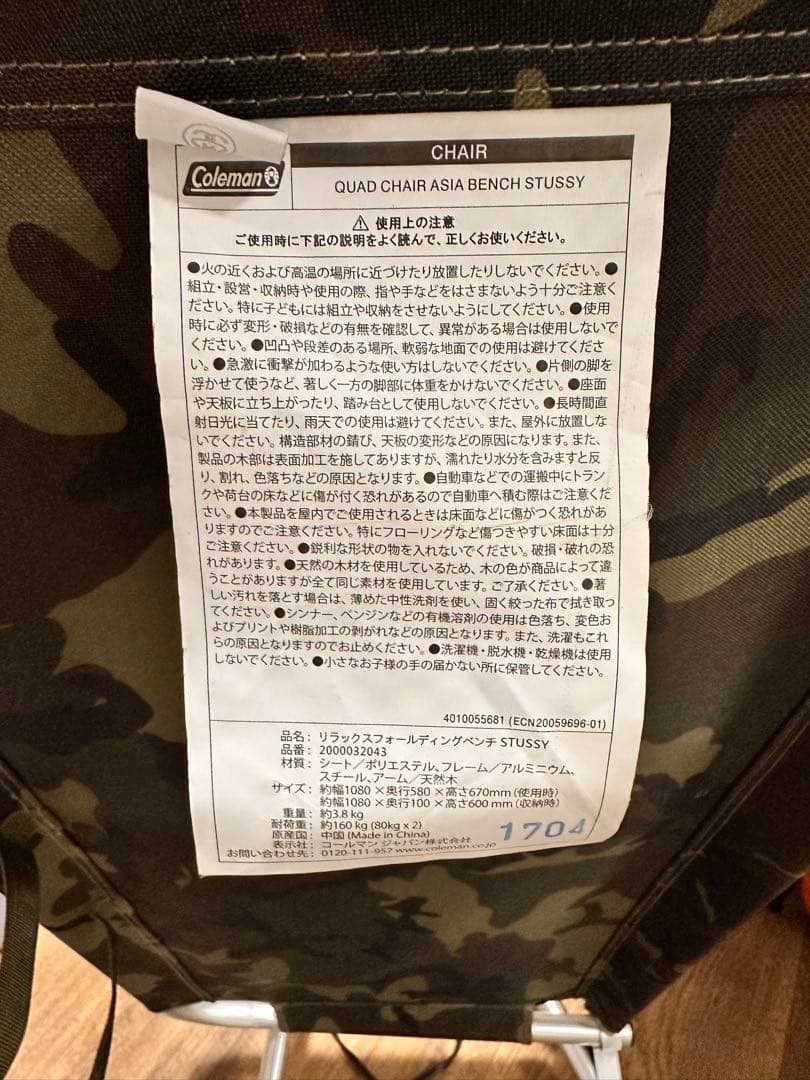 Coleman
CHAIR
QUAD CHAIR ASIA BENCH STUSSY
⚠ 使用上の注意
ご使用時に下記の説明をよく読んで、正しくお使いください。
●火の近くおよび高温の場所に近づけたり放置したりしないでください。●
組立・設営・収納時や使用の際、指や手などをはさまないよう十分ご注意く
ださい。特に子どもには組立や収納をさせないようにしてください。●使用
時に必ず変形・破損などの有無を確認して、異常がある場合は使用しないで
ください。●凹凸や段差のある場所、軟弱な地面での使用は避けてくださ
い。●急激に衝撃が加わるような使い方はしないでください。●片側の脚を
浮かせて使うなど、著しく一方の脚部に体重をかけないでください。●座面
や天板に立ち上がったり、踏み台として使用しないでください。●長時間直
射日光に当てたり、雨天での使用は避けてください。また、屋外に放置しな
いでください。構造部材の錆び、天板の変形などの原因になります。また、
製品の木部は表面加工を施してありますが、濡れたり水分を含みますと反
り、割れ、色落ちなどの原因となります。●自動車などでの運搬中にトラン
クや荷台の床などに傷が付く恐れがあるので自動車へ積む際はご注意くだ
さい。●本製品を屋内でご使用されるときは床面などに傷がつく恐れがあ
りますのでご注意ください。特にフローリングなど傷つきやすい床面は十分
ご注意ください。●鋭利な形状の物を入れないでください。破損・破れの恐
れがあります。●天然の木材を使用しているため、木の色が商品によって違
うことがありますが全て同じ素材を使用しています。ご了承ください。●著
しい汚れを落とす場合は、薄めた中性洗剤を使い、固く絞った布で拭き取っ
てください。●シンナー、ベンジンなどの有機溶剤の使用は色落ち、変色お
よびプリントや樹脂加工の剥がれなどの原因となります。また、洗濯もこれ
らの原因となりますのでお止めください。●洗濯機・脱水機・乾燥機は使用
しないでください。●小さなお子様の手の届かない所に保管してください。
4010055681 (ECN20059696-01)
品名：リラックスフォールディングベンチ STUSSY
品番：2000032043
材質：シート／ポリエステル、フレーム／アルミニウム、
スチール、アーム／天然木
サイズ：約幅1080×奥行580×高さ670mm（使用時）
約幅1080×奥行100×高さ600mm（収納時）
重量：約3.8 kg
耐荷重：約160 kg (80kg x 2)
原産国：中国 (Made in China)
表示社：コールマン ジャパン株式会社
お問い合わせ先：0120-111-957 www.coleman.co.jp
1704